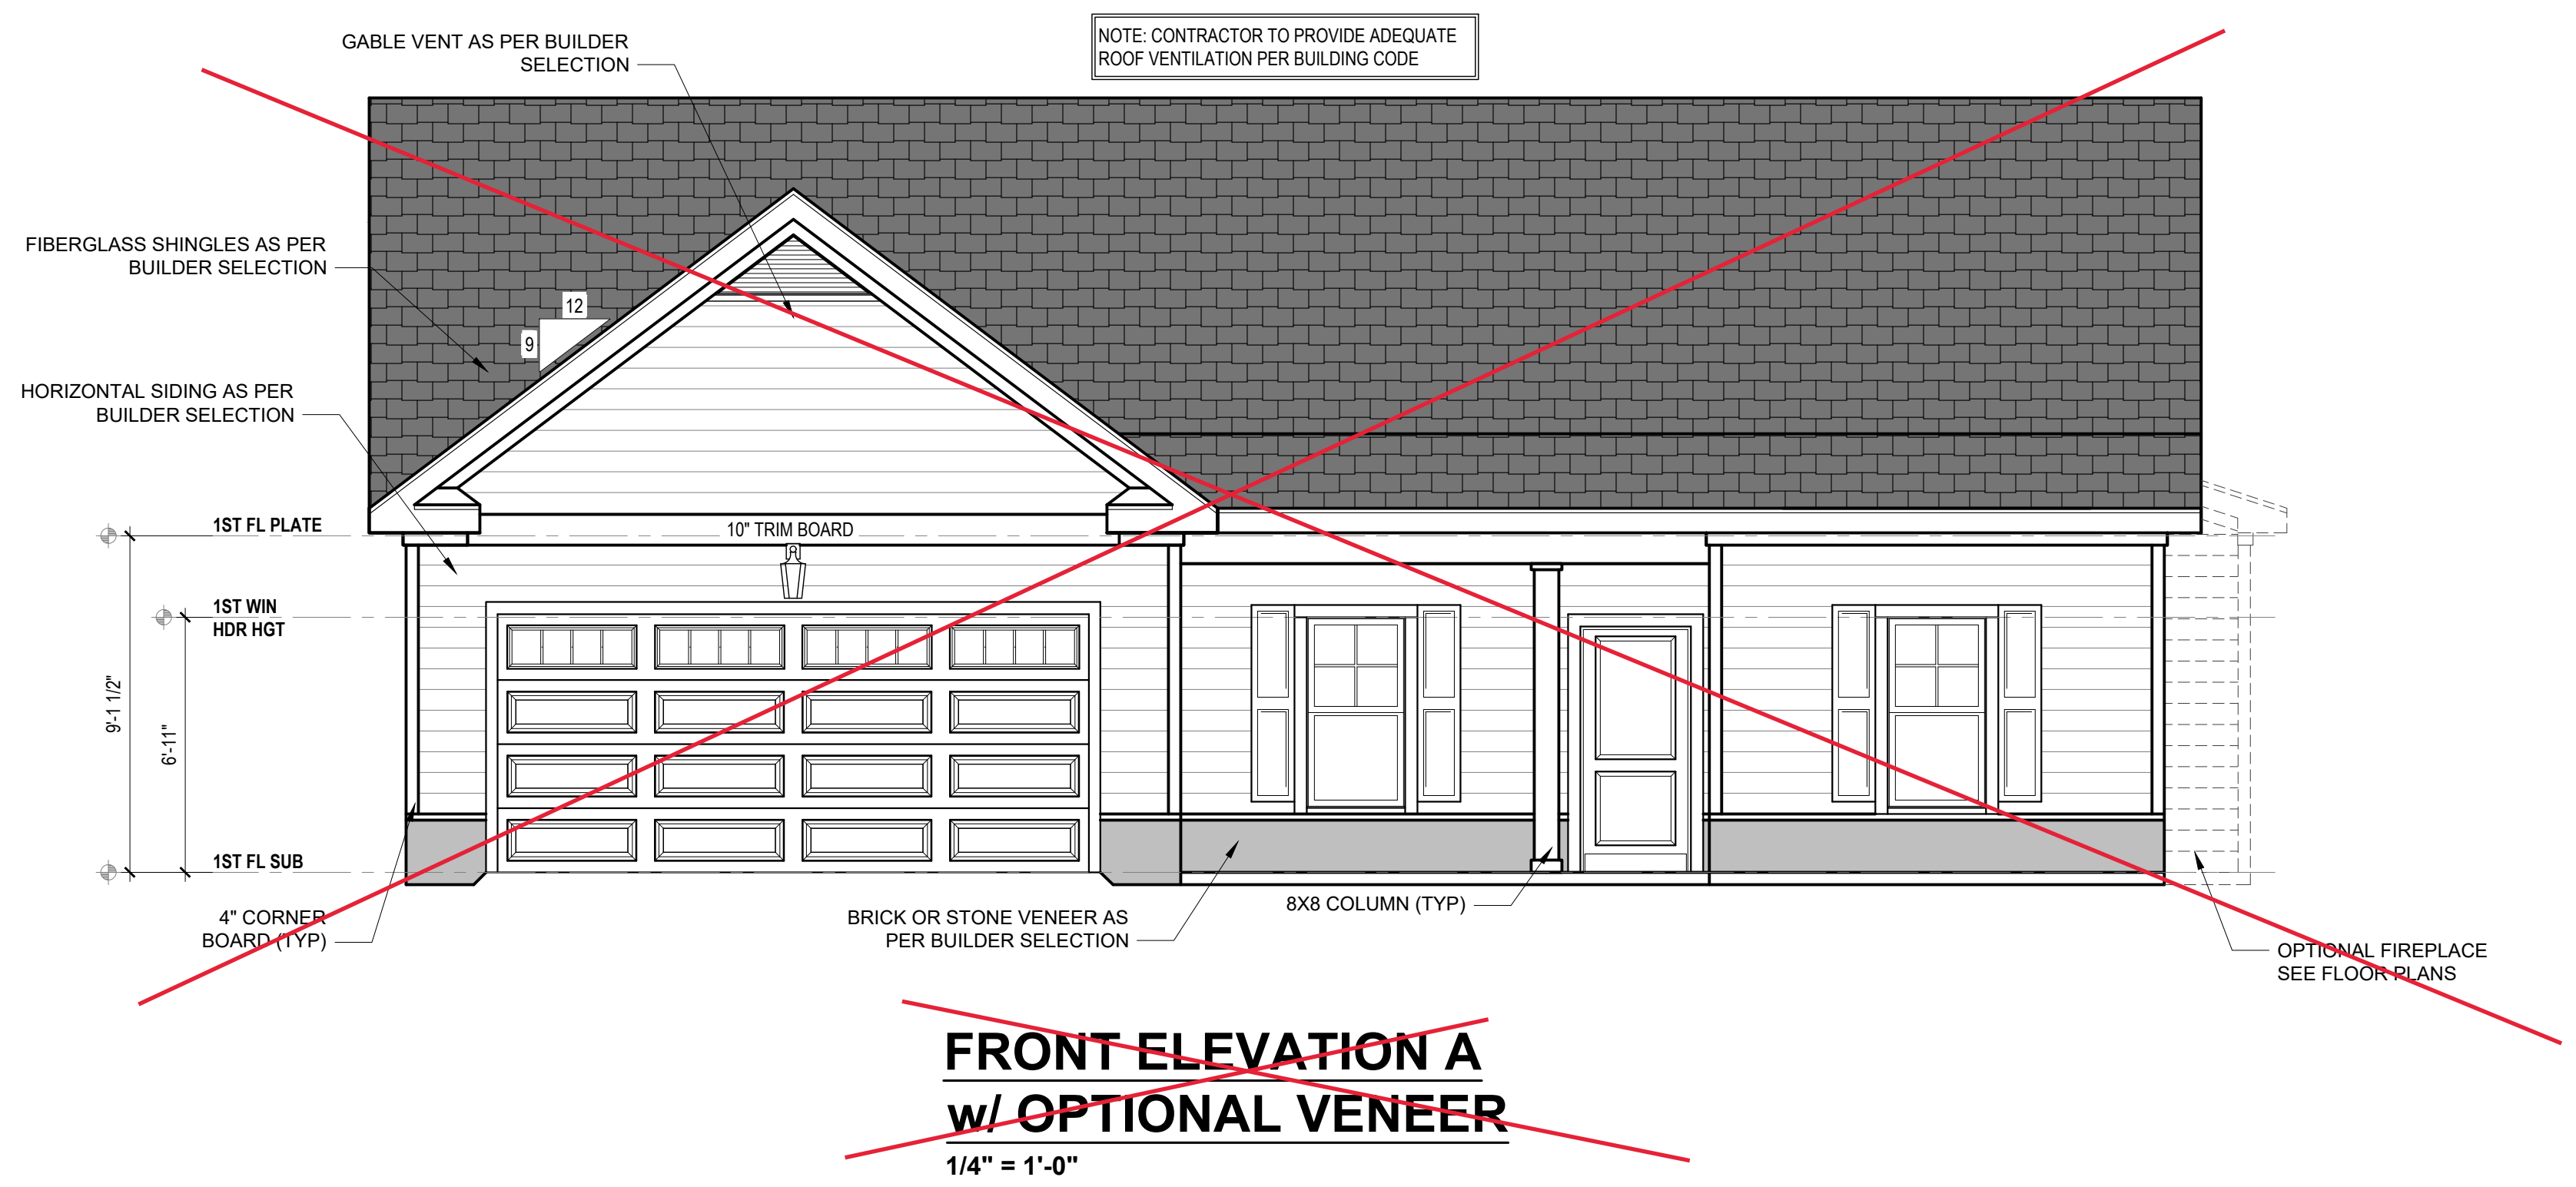 GABLE VENT AS PER BUILDER
SELECTION
NOTE: CONTRACTOR TO PROVIDE ADEQUATE
ROOF VENTILATION PER BUILDING CODE
FIBERGLASS SHINGLES AS PER
BUILDER SELECTION
12
9
HORIZONTAL SIDING AS PER
BUILDER SELECTION
1ST FL PLATE
10" TRIM BOARD
1ST WIN
HDR HGT
9'-1 1/2"
6'-11"
1ST FL SUB
4" CORNER
BOARD (TYP)
BRICK OR STONE VENEER AS
PER BUILDER SELECTION
8X8 COLUMN (TYP)
OPTIONAL FIREPLACE
SEE FLOOR PLANS
FRONT ELEVATION A
w/ OPTIONAL VENEER
1/4" = 1'-0"